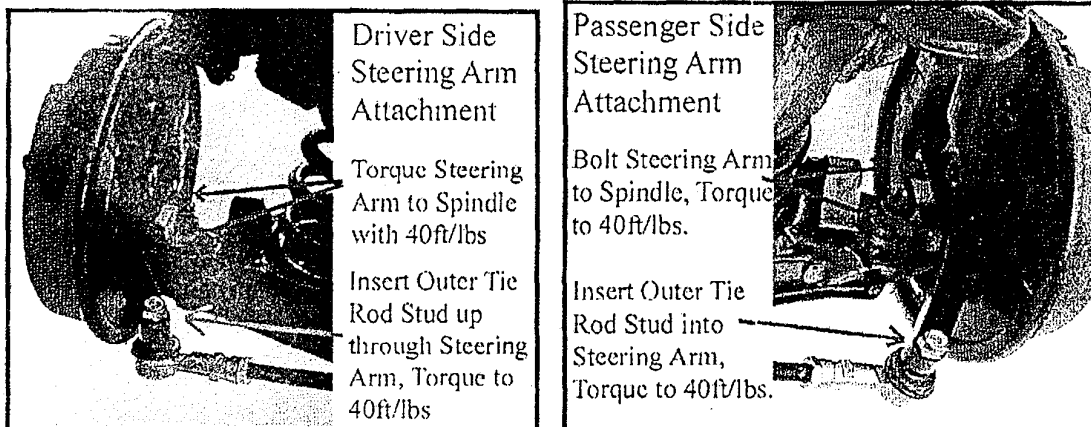 Driver Side
Steering Arm
Attachment
Torque Steering
Arm to Spindle
with 40ft/lbs
Insert Outer Tie
Rod Stud up
through Steering
Arm, Torque to
40ft/lbs
Passenger Side
Steering Arm
Attachment
Bolt Steering Arm
to Spindle, Torque
to 40ft/lbs.
Insert Outer Tie
Rod Stud into
Steering Arm,
Torque to 40ft/lbs.